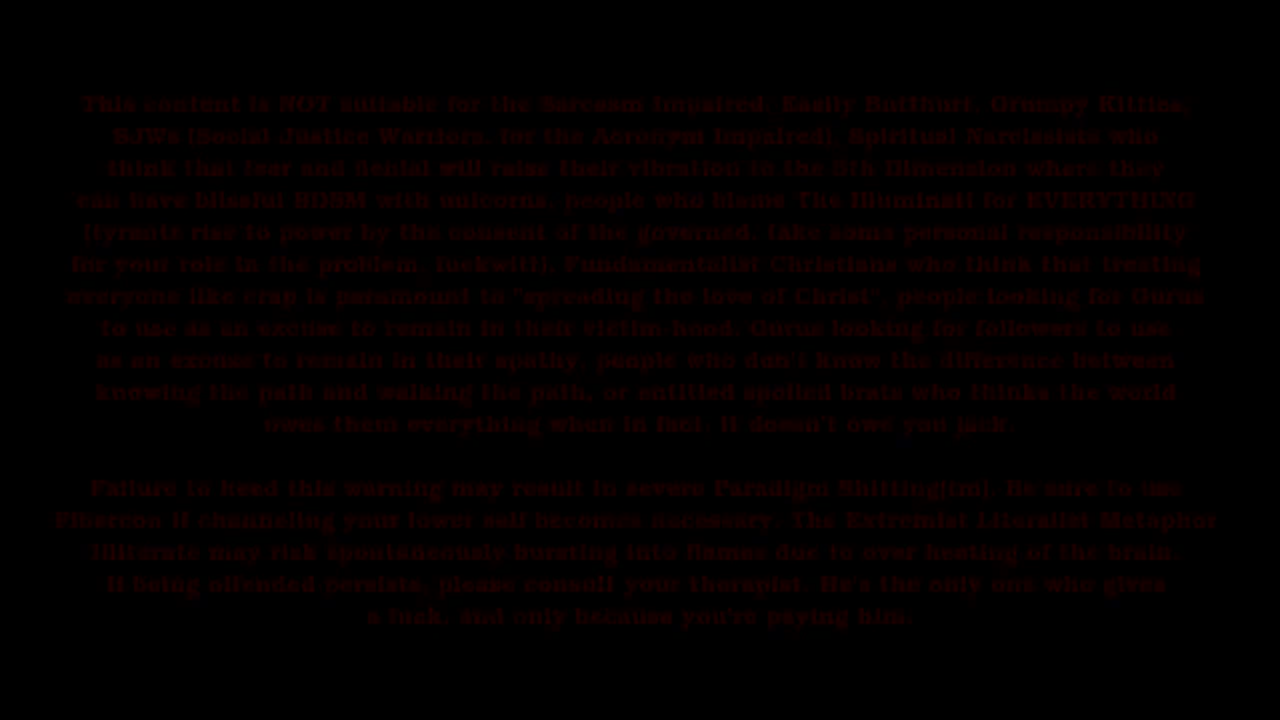 This content is NOT suitable for the Sarcasm Impaired, Easily Butthurt, Grumpy Kitties,
SJWs (Social Justice Warriors, for the Acronym Impaired), Spiritual Narcissists who
think that fear and denial will raise their vibration to the 5th Dimension where they
can have blissful BDSM with unicorns, people who blame The Illuminati for EVERYTHING
(tyrants rise to power by the consent of the governed, take some personal responsibility
for your role in the problem, fuckwit!), Fundamentalist Christians who think that treating
everyone like crap is paramount to "spreading the love of Christ", people looking for Gurus
to use as an excuse to remain in their victim-hood, Gurus looking for followers to use
as an excuse to remain in their apathy, people who don't know the difference between
knowing the path and walking the path, or entitled spoiled brats who thinks the world
owes them everything when in fact, it doesn't owe you jack.
Failure to heed this warning may result in severe Paradigm Shifting(tm). Be sure to use
if channeling your lower self becomes necessary. The Extremist Literalist Metaphor
Illiterate may risk spontaneously bursting into flames due to over heating of the brain.
If being offended persists, please consult your therapist. He's the only one who gives
a fuck, and only because you're paying him.